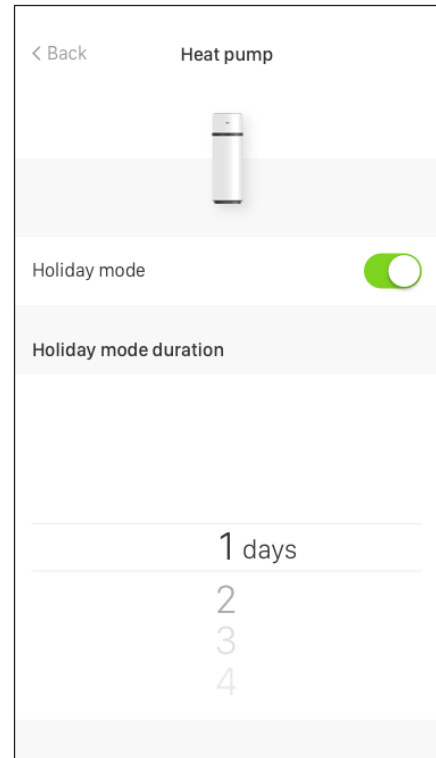 < Back Heat pump
Holiday mode
Holiday mode duration
1 days
2
3
4